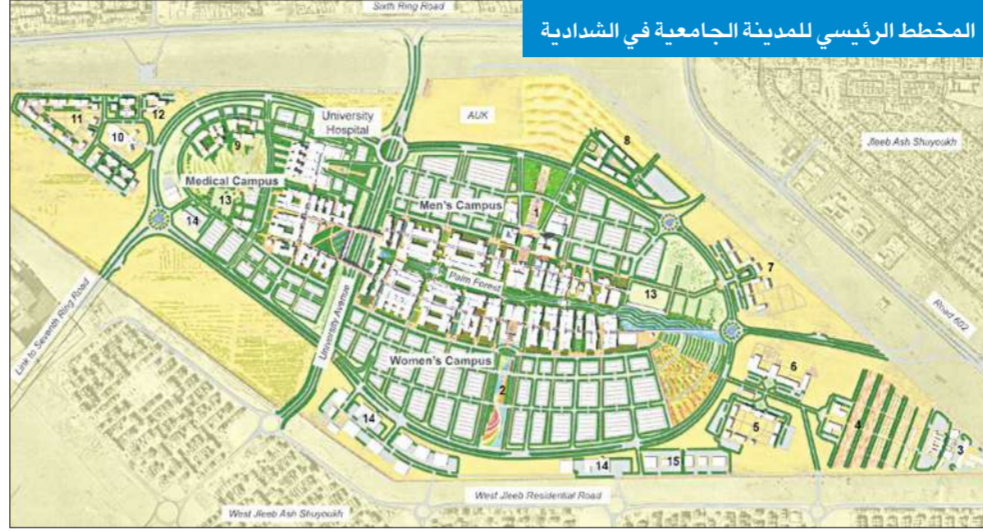 Sixth Ring Road
المخطط الرئيسي للمدينة الجامعية في الشدادية
11
12
10
9
University
Hospital
AUK
8
Jleeb Ash Shuyoukh
Medical Campus
13
14
Men's Campus
1
7
Palm Forest
13
Link to Seventh Ring Road
University Avenue
Road 602
Women's Campus
6
2
14
5
4
3
14
15
West Jleeb Residential Road
West Jleeb Ash Shuyoukh